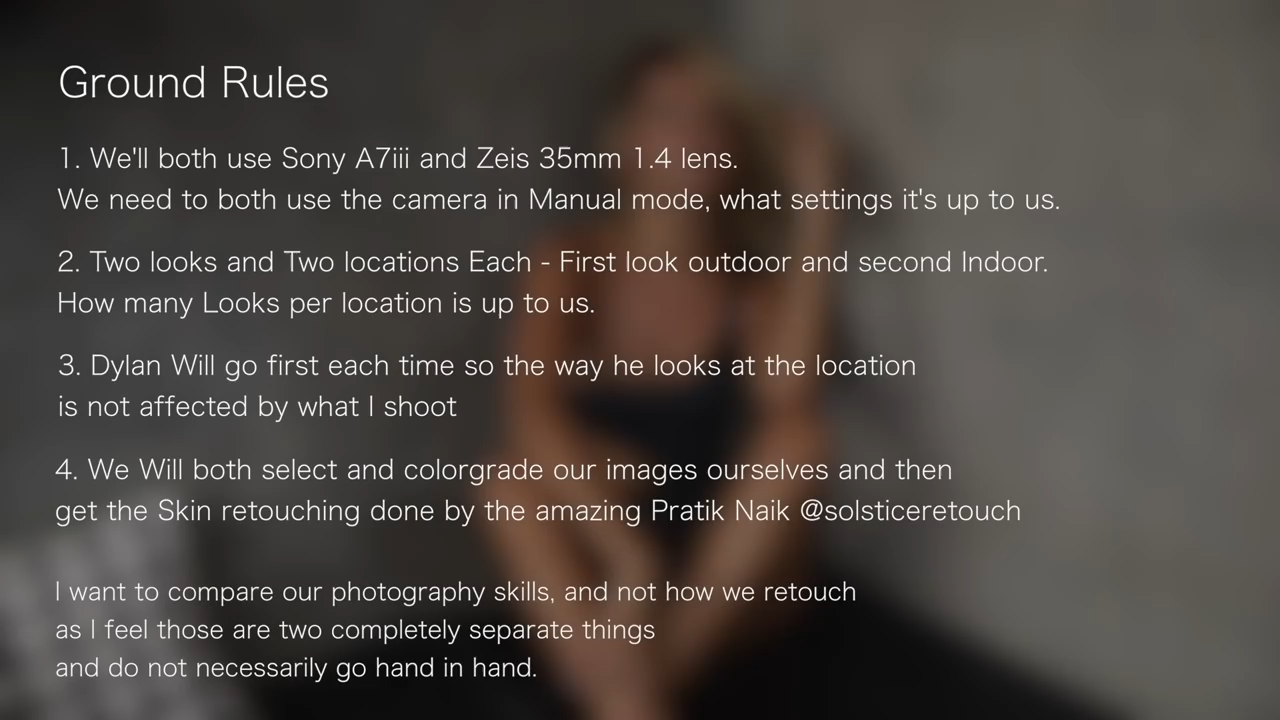 Ground Rules
1. We'll both use Sony A7iii and Zeis 35mm 1.4 lens.
We need to both use the camera in Manual mode, what settings it's up to us.
2. Two looks and Two locations Each - First look outdoor and second Indoor.
How many Looks per location is up to us.
3. Dylan Will go first each time so the way he looks at the location
is not affected by what I shoot
4. We Will both select and colorgrade our images ourselves and then
get the Skin retouching done by the amazing Pratik Naik @solsticeretouch
I want to compare our photography skills, and not how we retouch
as I feel those are two completely separate things
and do not necessarily go hand in hand.